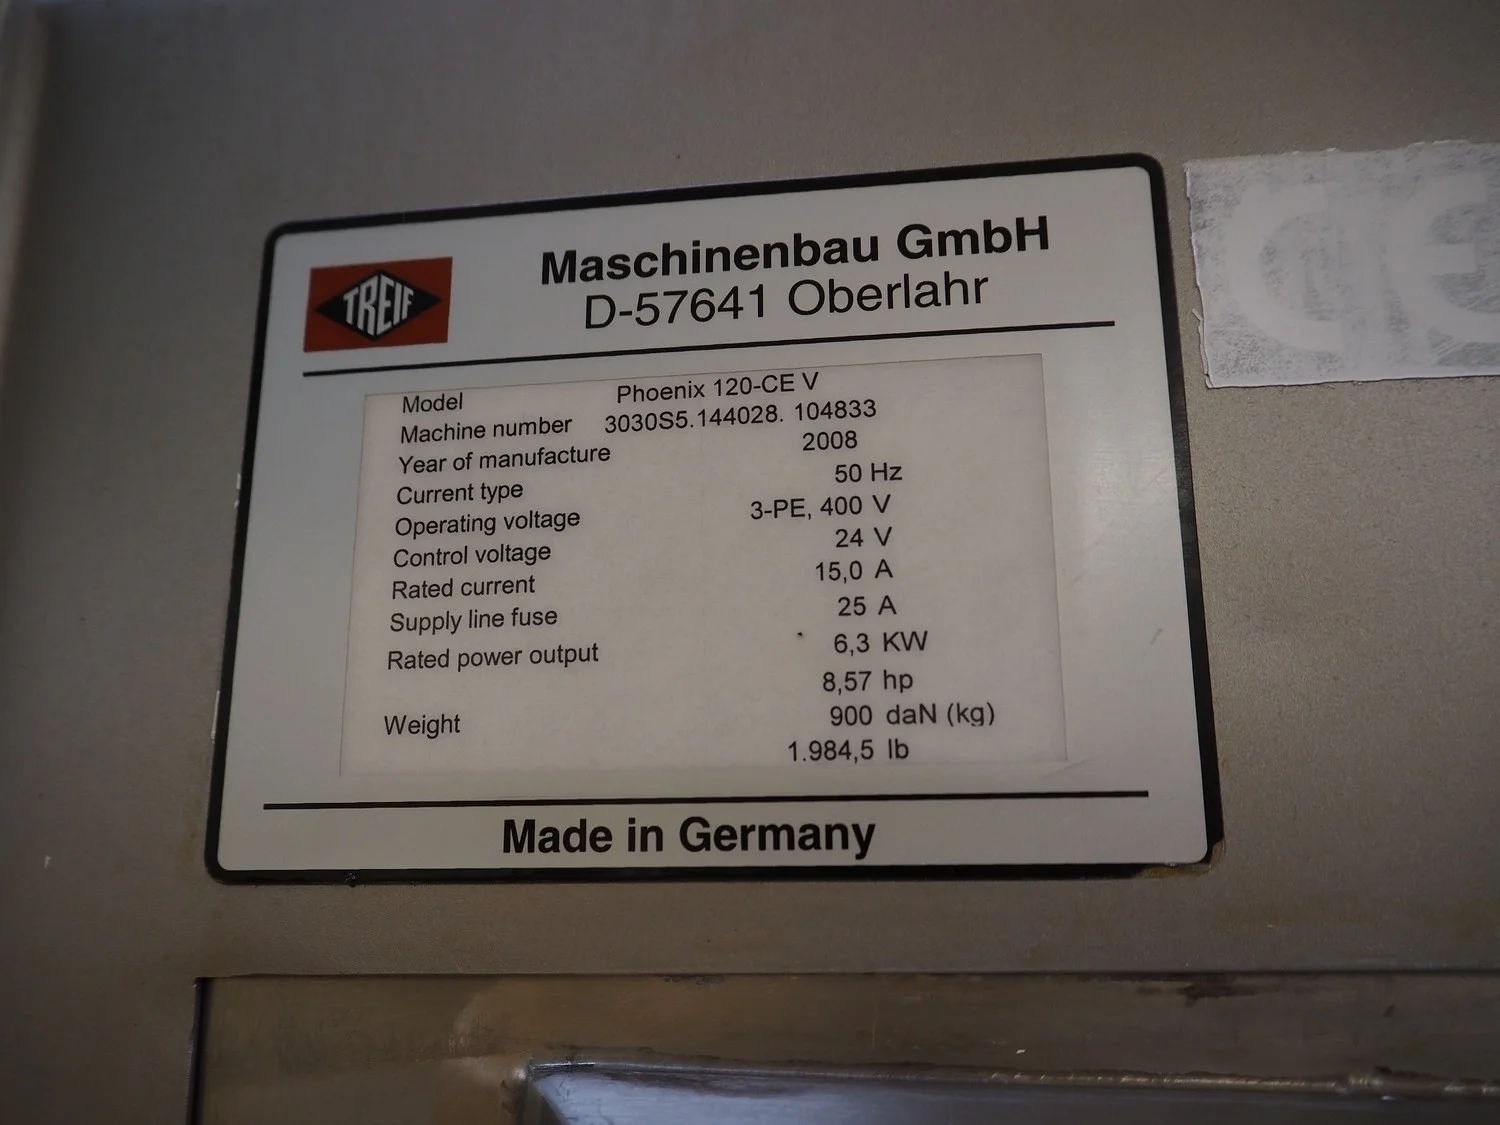 TREIF
Maschinenbau GmbH
D-57641 Oberlahr
Model Phoenix 120-CE V
Machine number 3030S5.144028. 104833
Year of manufacture 2008
Current type 50 Hz
Operating voltage 3-PE, 400 V
Control voltage 24 V
Rated current 15,0 A
Supply line fuse 25 A
Rated power output 6,3 KW
8,57 hp
Weight 900 daN (kg)
1.984,5 lb
Made in Germany
CE